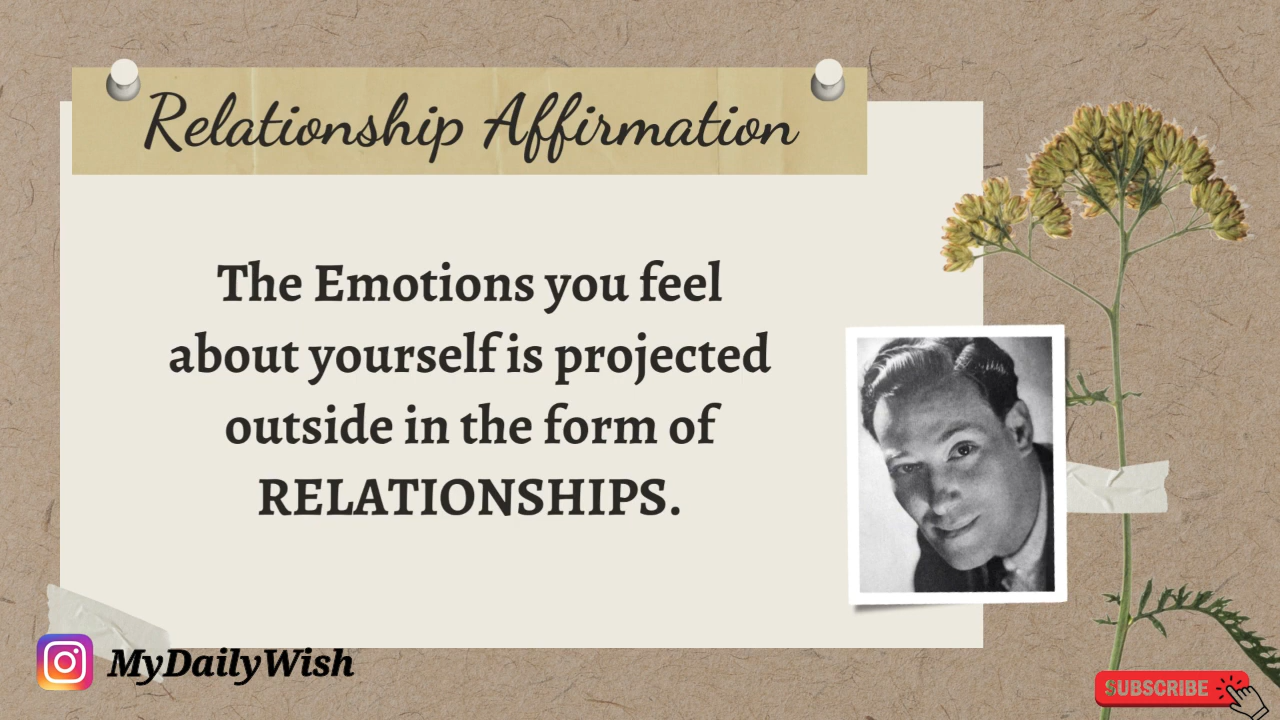 Relationship Affirmation
The Emotions you feel
about yourself is projected
outside in the form of
RELATIONSHIPS.
MyDailyWish
SUBSCRIBE